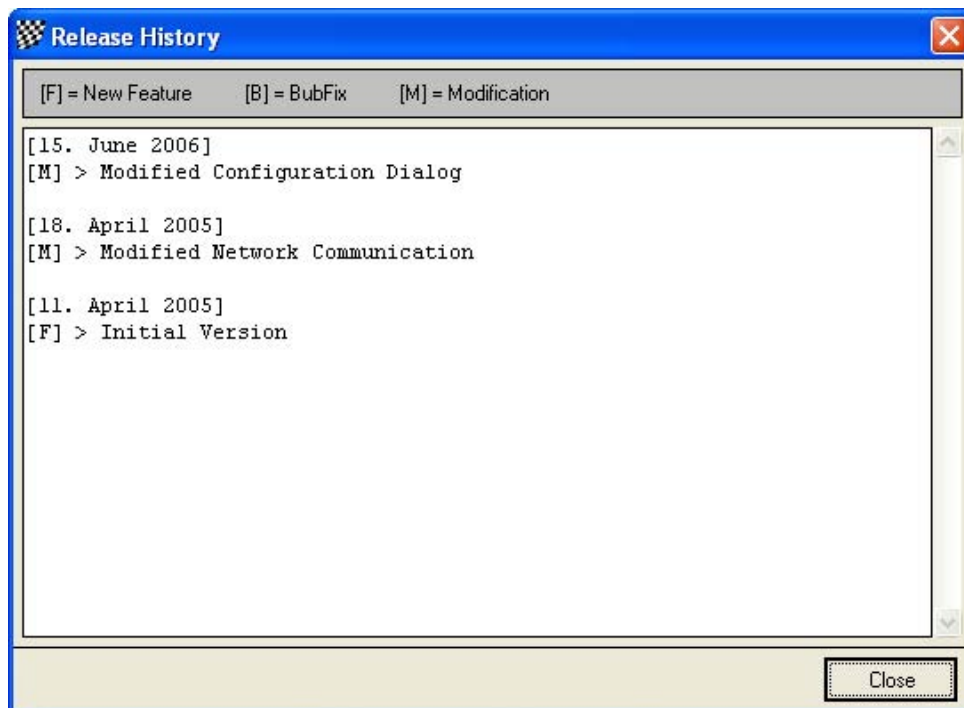 Release History
[F] = New Feature [B] = BubFix [M] = Modification
[15. June 2006]
[M] > Modified Configuration Dialog
[18. April 2005]
[M] > Modified Network Communication
[11. April 2005]
[F] > Initial Version
Close